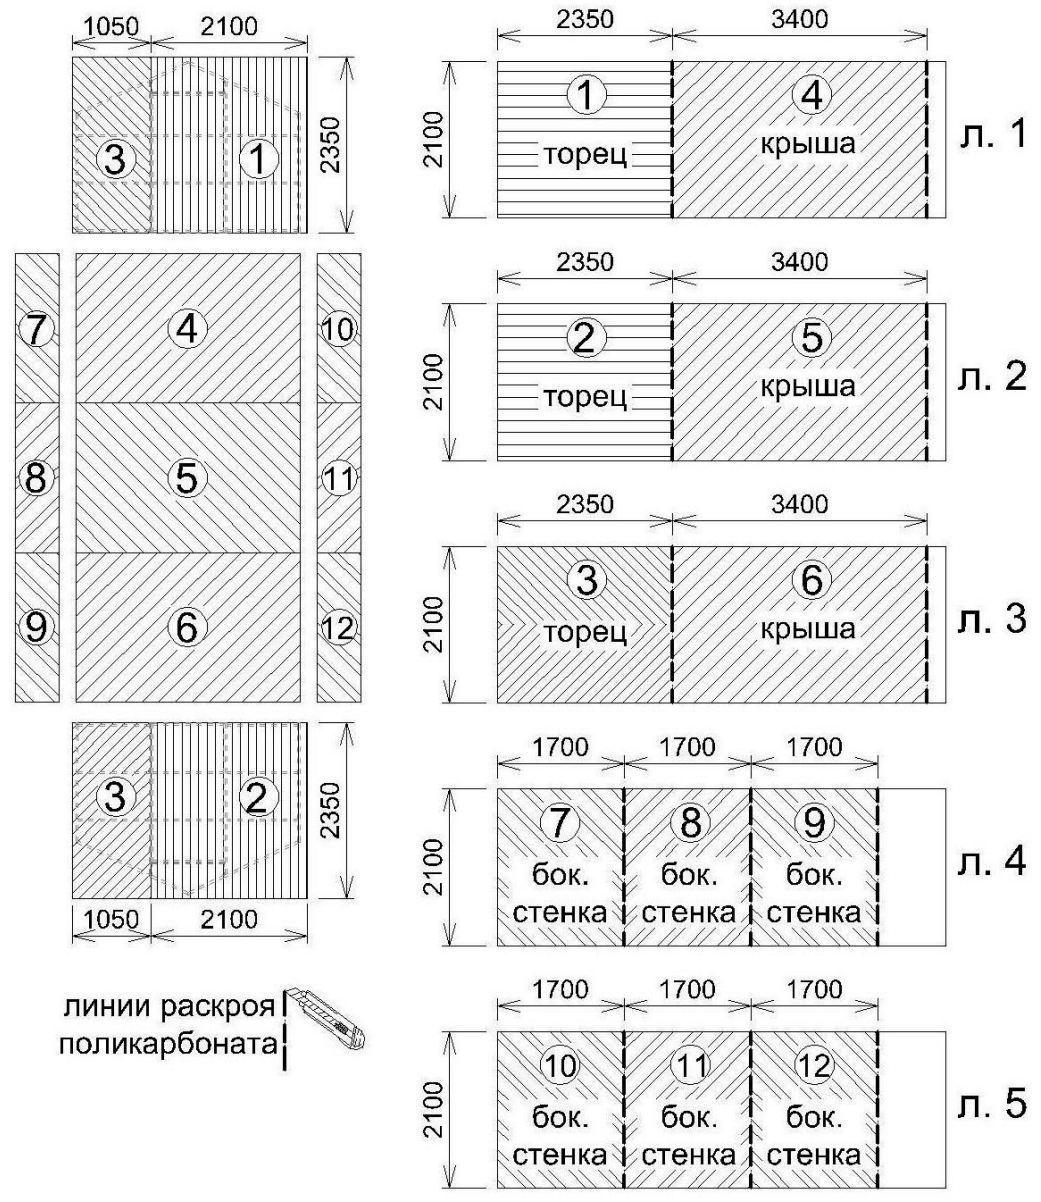 1050 2100
3 1
2350
7 4 10
8 5 11
9 6 12
3 2
2350
1050 2100
линии раскроя
поликарбоната
2350 3400
2100
1 4
торец крыша
л. 1
2350 3400
2100
2 5
торец крыша
л. 2
2350 3400
2100
3 6
торец крыша
л. 3
1700 1700 1700
2100
7 8 9
бок. бок. бок.
стенка стенка стенка
л. 4
1700 1700 1700
2100
10 11 12
бок. бок. бок.
стенка стенка стенка
л. 5